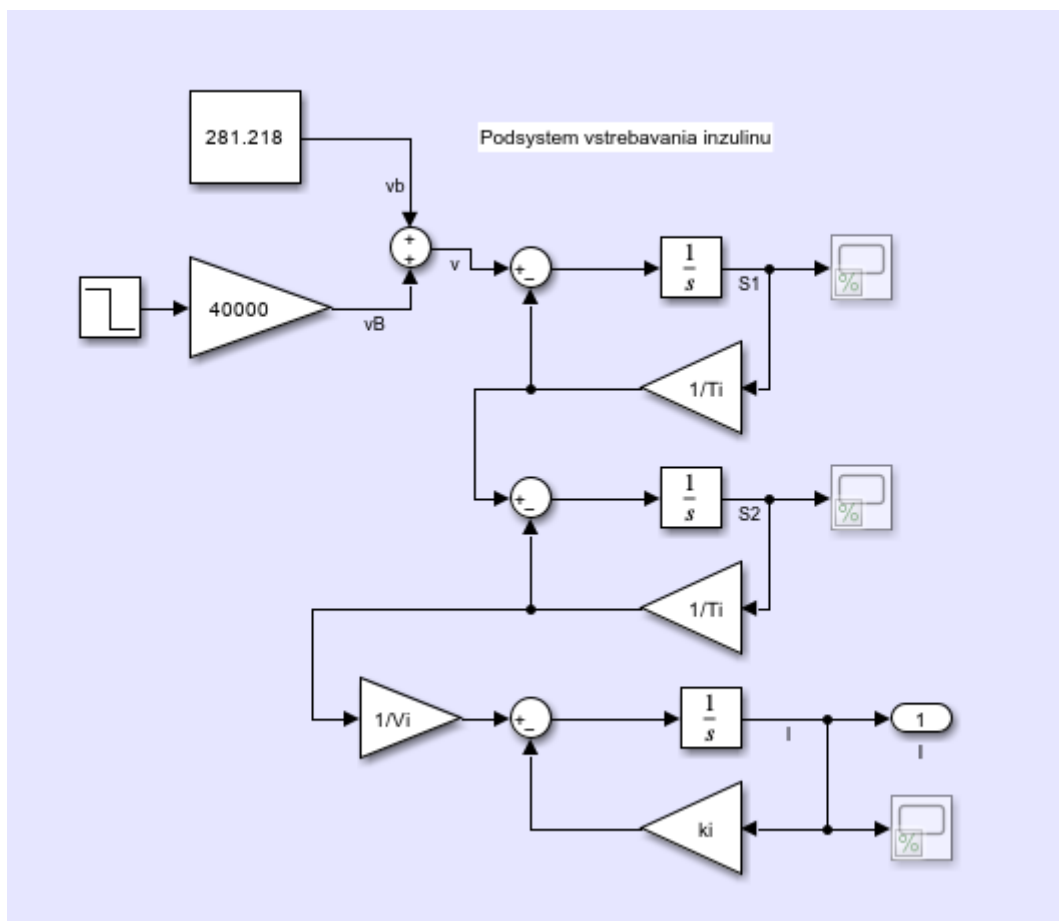 281.218
Podsystem vstrebavania inzulinu
vb
+
+
v
40000
vB
+
−
1
s
S1
1/Ti
+
−
1
s
S2
1/Ti
1/Vi
+
−
1
s
I
1
I
ki